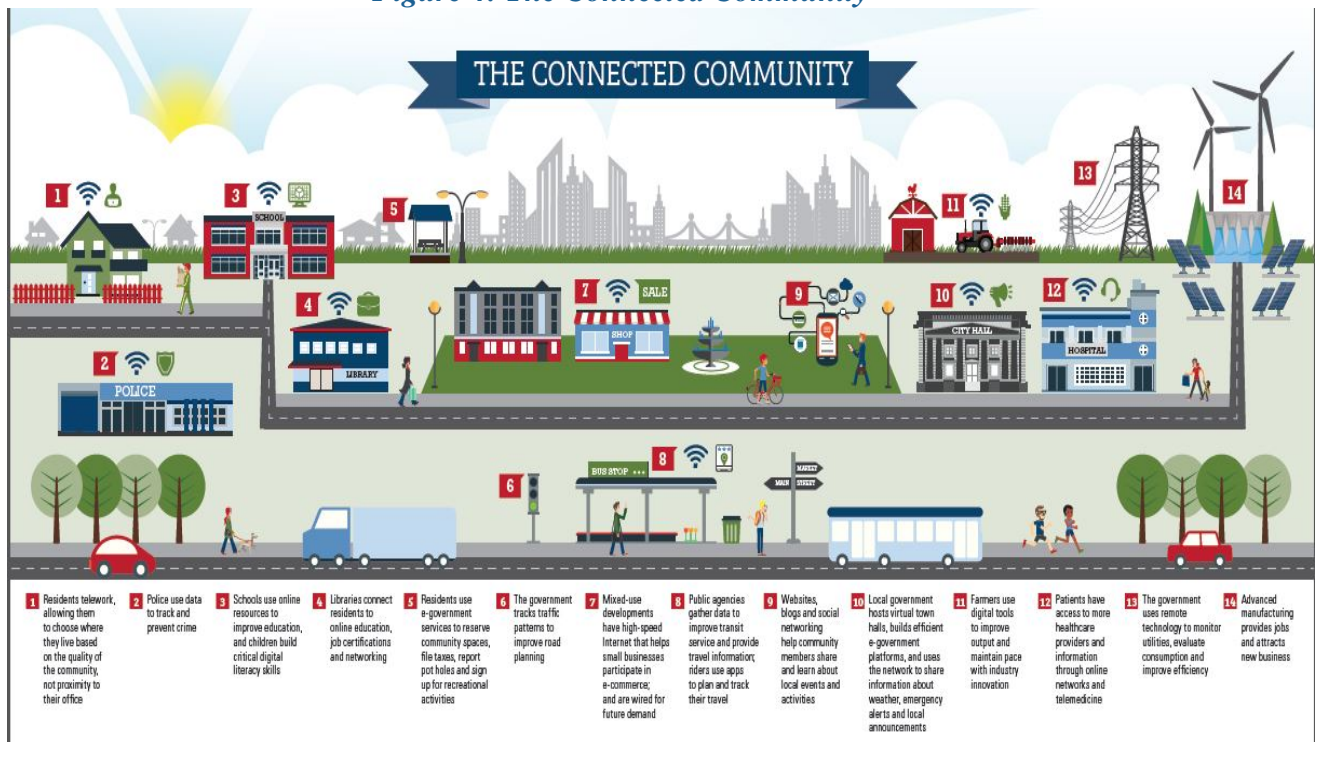 Figure 1: The Connected Community
THE CONNECTED COMMUNITY
1
3
SCHOOL
5
11
13
14
4
LIBRARY
7
SALE
SHOP
9
10
CITY HALL
12
HOSPITAL
2
POLICE
6
BUS STOP ...
8
MARKET
MAIN STREET
1 Residents telework,
allowing them
to choose where
they live based
on the quality of
the community,
not proximity to
their office
2 Police use data
to track and
prevent crime
3 Schools use online
resources to
improve education,
and children build
critical digital
literacy skills
4 Libraries connect
residents to
online education,
job certifications
and networking
5 Residents use
e-government
services to reserve
community spaces,
file taxes, report
pot holes and sign
up for recreational
activities
6 The government
tracks traffic
patterns to
improve road
planning
7 Mixed-use
developments
have high-speed
Internet that helps
small businesses
participate in
e-commerce;
and are wired for
future demand
8 Public agencies
gather data to
improve transit
service and provide
travel information;
riders use apps
to plan and track
their travel
9 Websites,
blogs and social
networking
help community
members share
and learn about
local events and
activities
10 Local government
hosts virtual town
halls, builds efficient
e-government
platforms, and uses
the network to share
information about
weather, emergency
alerts and local
announcements
11 Farmers use
digital tools
to improve
output and
maintain pace
with industry
innovation
12 Patients have
access to more
healthcare
providers and
information
through online
networks and
telemedicine
13 The government
uses remote
technology to monitor
utilities, evaluate
consumption and
improve efficiency
14 Advanced
manufacturing
provides jobs
and attracts
new business